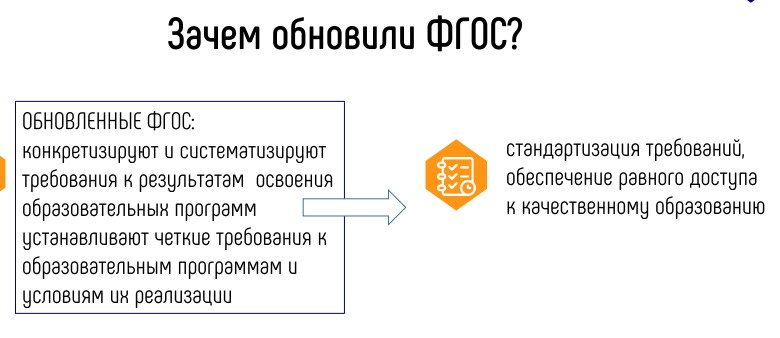 Зачем обновили ФГОС?
ОБНОВЛЕННЫЕ ФГОС:
конкретизируют и систематизируют
требования к результатам освоения
образовательных программ
устанавливают четкие требования к
образовательным программам и
условиям их реализации
стандартизация требований,
обеспечение равного доступа
к качественному образованию